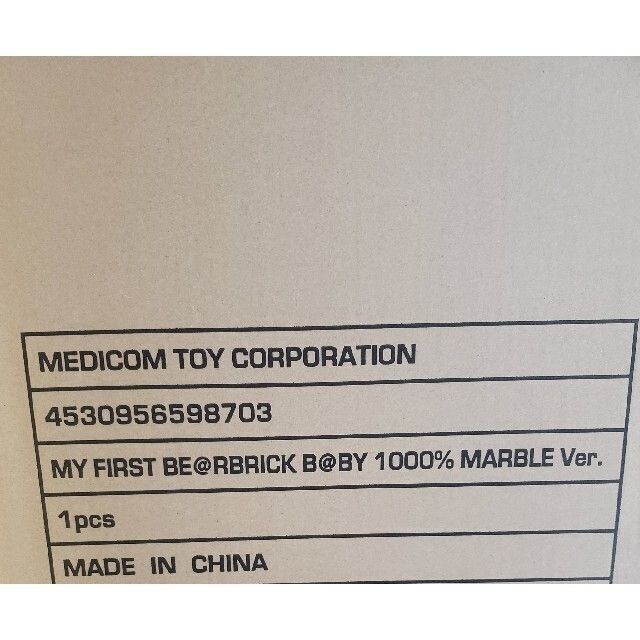 MEDICOM TOY CORPORATION
4530956598703
MY FIRST BE@RBRICK B@BY 1000% MARBLE Ver.
1pcs
MADE IN CHINA